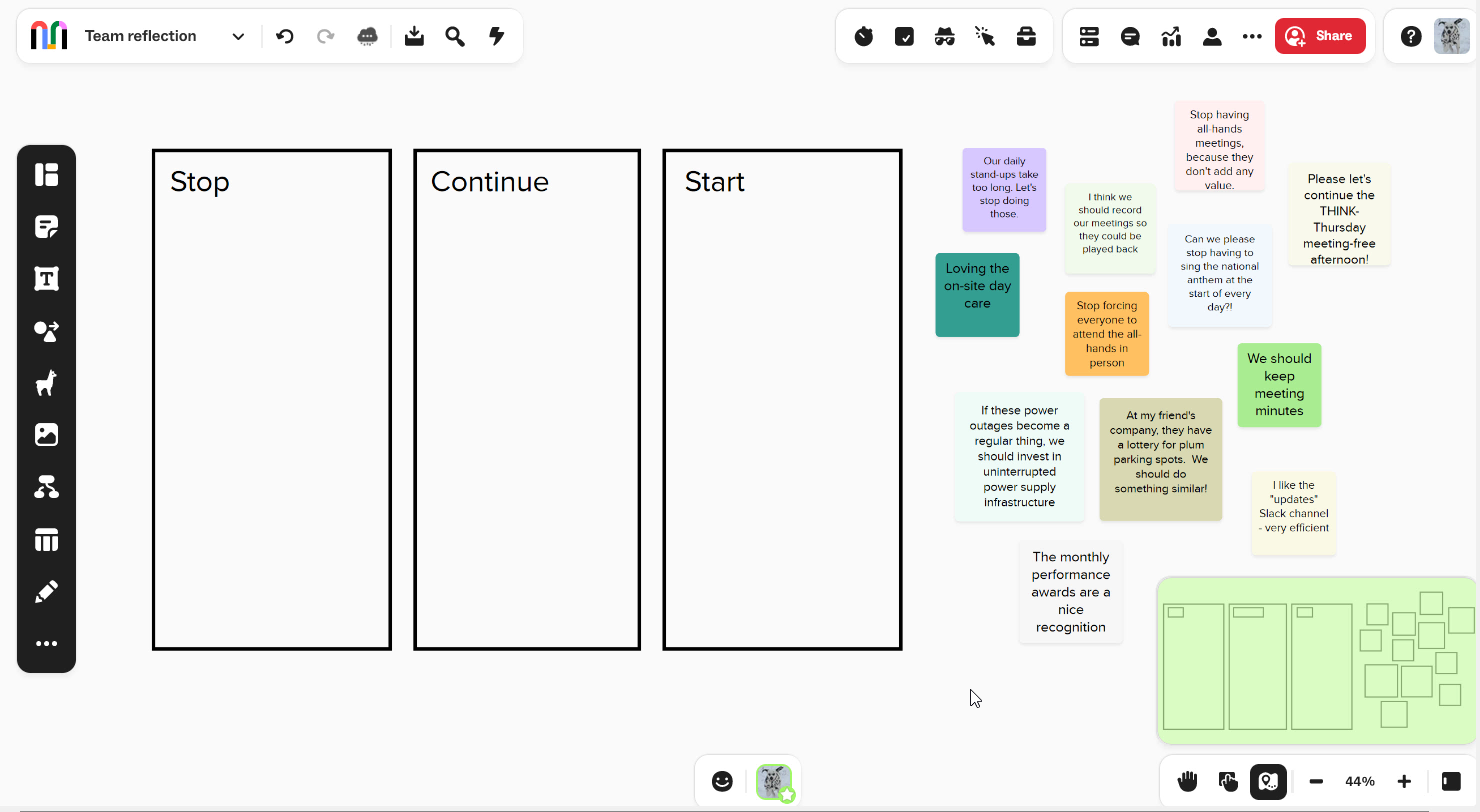 Team reflection
Share
Stop
Continue
Start
Our daily
stand-ups take
too long. Let's
stop doing
those.
I think we
should record
our meetings so
they could be
played back
Stop having
all-hands
meetings,
because they
don't add any
value.
Please let's
continue the
THINK-
Thursday
meeting-free
afternoon!
Can we please
stop having to
sing the national
anthem at the
start of every
day?!
Loving the
on-site day
care
Stop forcing
everyone to
attend the all-
hands in
person
We should
keep
meeting
minutes
If these power
outages become a
regular thing, we
should invest in
uninterrupted
power supply
infrastructure
At my friend's
company, they have
a lottery for plum
parking spots.  We
should do
something similar!
I like the
"updates"
Slack channel
- very efficient
The monthly
performance
awards are a
nice
recognition
44%